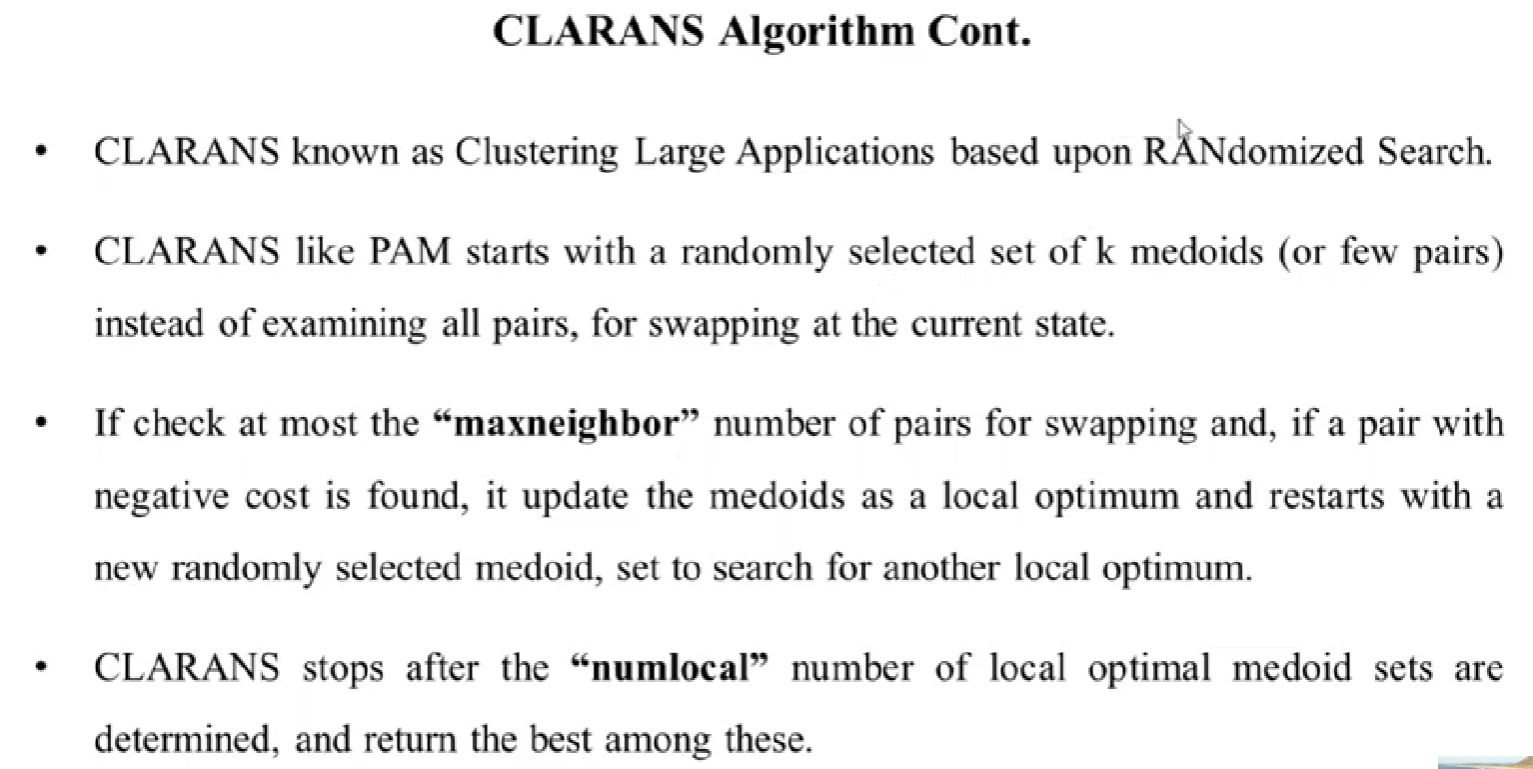 CLARANS Algorithm Cont.
• CLARANS known as Clustering Large Applications based upon RANdomized Search.
• CLARANS like PAM starts with a randomly selected set of k medoids (or few pairs)
instead of examining all pairs, for swapping at the current state.
• If check at most the “maxneighbor” number of pairs for swapping and, if a pair with
negative cost is found, it update the medoids as a local optimum and restarts with a
new randomly selected medoid, set to search for another local optimum.
• CLARANS stops after the “numlocal” number of local optimal medoid sets are
determined, and return the best among these.